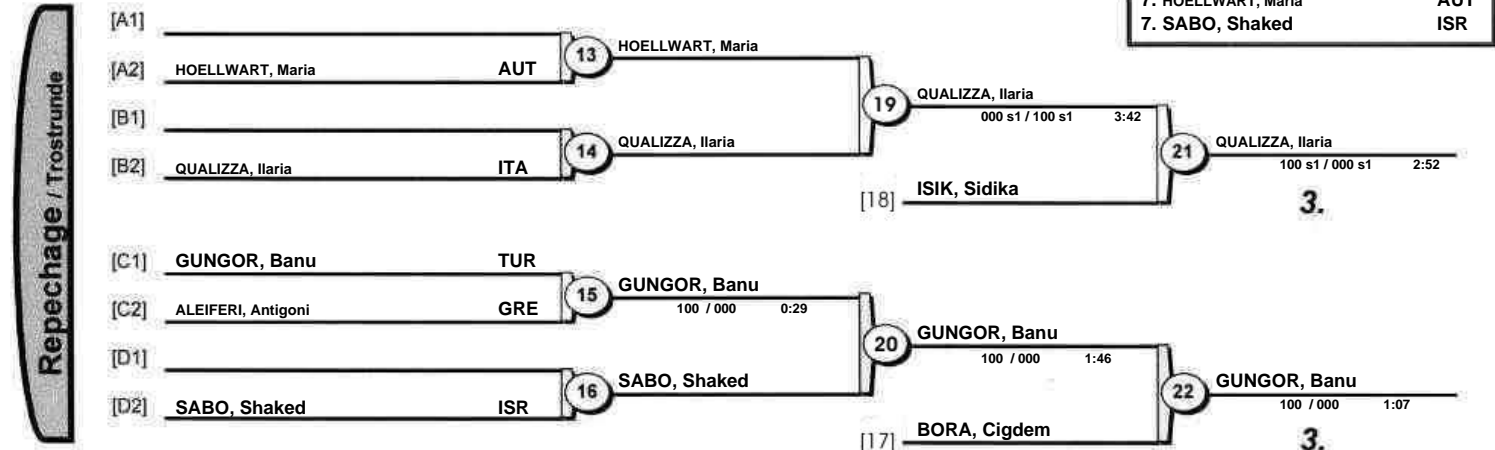 7. HOELLWART, Maria AUT
7. SABO, Shaked ISR
Repechage / Trostrunde
[A1]
[A2] HOELLWART, Maria AUT
13 HOELLWART, Maria
[B1]
[B2] QUALIZZA, Ilaria ITA
14 QUALIZZA, Ilaria
19 QUALIZZA, Ilaria
000 s1 / 100 s1 3:42
[18] ISIK, Sidika
21 QUALIZZA, Ilaria
100 s1 / 000 s1 2:52
3.
[C1] GUNGOR, Banu TUR
[C2] ALEIFERI, Antigoni GRE
15 GUNGOR, Banu
100 / 000 0:29
[D1]
[D2] SABO, Shaked ISR
16 SABO, Shaked
20 GUNGOR, Banu
100 / 000 1:46
[17] BORA, Cigdem
22 GUNGOR, Banu
100 / 000 1:07
3.